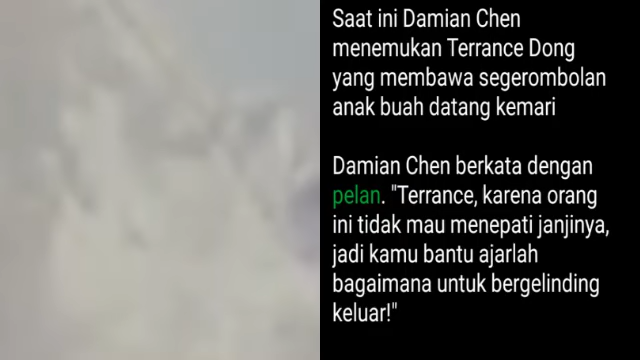 Saat ini Damian Chen
menemukan Terrance Dong
yang membawa segerombolan
anak buah datang kemari
Damian Chen berkata dengan
pelan. "Terrance, karena orang
ini tidak mau menepati janjinya,
jadi kamu bantu ajarlah
bagaimana untuk bergelinding
keluar!"